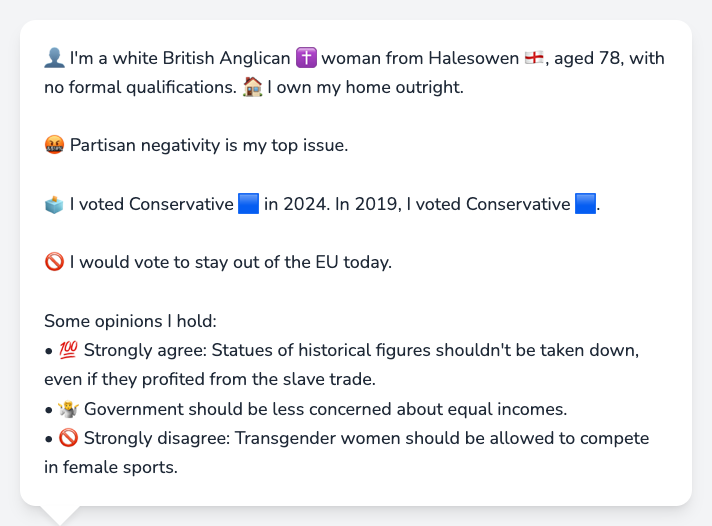 👤 I'm a white British Anglican ✝️ woman from Halesowen 🏴󠁧󠁢󠁥󠁮󠁧󠁿, aged 78, with
no formal qualifications. 🏠 I own my home outright.
🤬 Partisan negativity is my top issue.
🗳️ I voted Conservative 🟦 in 2024. In 2019, I voted Conservative 🟦.
🚫 I would vote to stay out of the EU today.
Some opinions I hold:
• 💯 Strongly agree: Statues of historical figures shouldn't be taken down,
even if they profited from the slave trade.
• 🤷 Government should be less concerned about equal incomes.
• 🚫 Strongly disagree: Transgender women should be allowed to compete
in female sports.